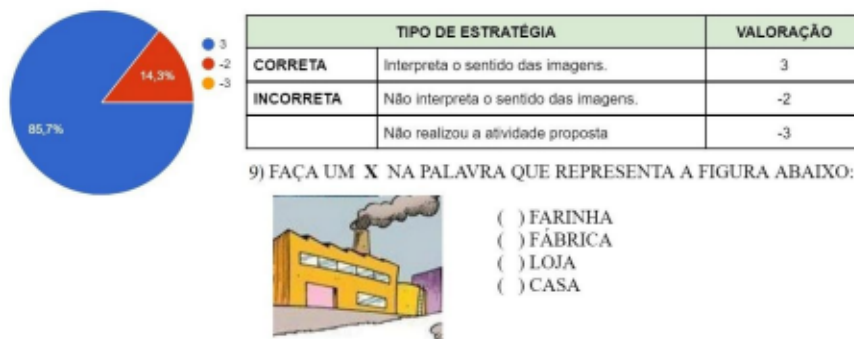 3
-2
-3
14,3%
85,7%
TIPO DE ESTRATÉGIA VALORAÇÃO
CORRETA Interpreta o sentido das imagens. 3
INCORRETA Não interpreta o sentido das imagens. -2
Não realizou a atividade proposta -3
9) FAÇA UM X NA PALAVRA QUE REPRESENTA A FIGURA ABAIXO:
( ) FARINHA
( ) FÁBRICA
( ) LOJA
( ) CASA